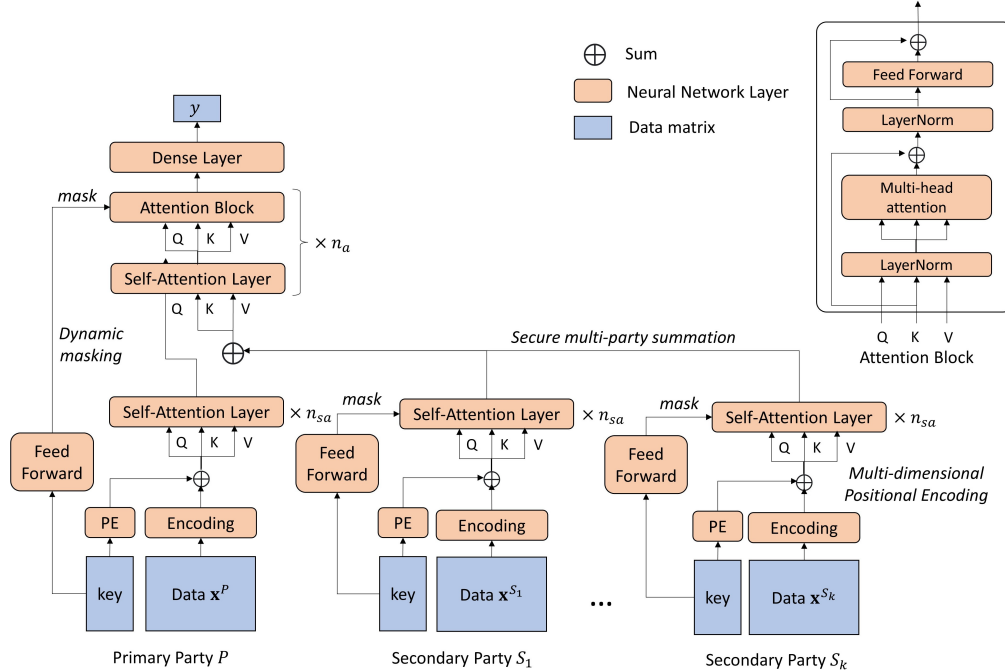 Sum
Neural Network Layer
Data matrix
y
Dense Layer
mask
Attention Block
Q K V
× n_a
Self-Attention Layer
Q K V
Dynamic
masking
Secure multi-party summation
Self-Attention Layer
× n_sa
Q K V
Feed
Forward
PE
Encoding
key
Data x^P
Primary Party P
mask
Self-Attention Layer
× n_sa
Q K V
Feed
Forward
PE
Encoding
key
Data x^S_1
Secondary Party S_1
...
mask
Self-Attention Layer
× n_sa
Q K V
Feed
Forward
Multi-dimensional
Positional Encoding
PE
Encoding
key
Data x^S_k
Secondary Party S_k
Feed Forward
LayerNorm
Multi-head
attention
LayerNorm
Q K V
Attention Block